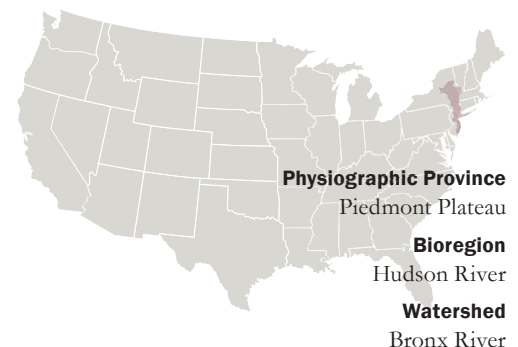 Physiographic Province
Piedmont Plateau
Bioregion
Hudson River
Watershed
Bronx River